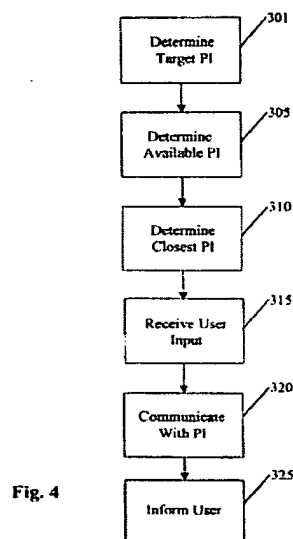 301
Determine
Target PI
305
Determine
Available PI
310
Determine
Closest PI
315
Receive User
Input
320
Communicate
With PI
325
Inform User
Fig. 4